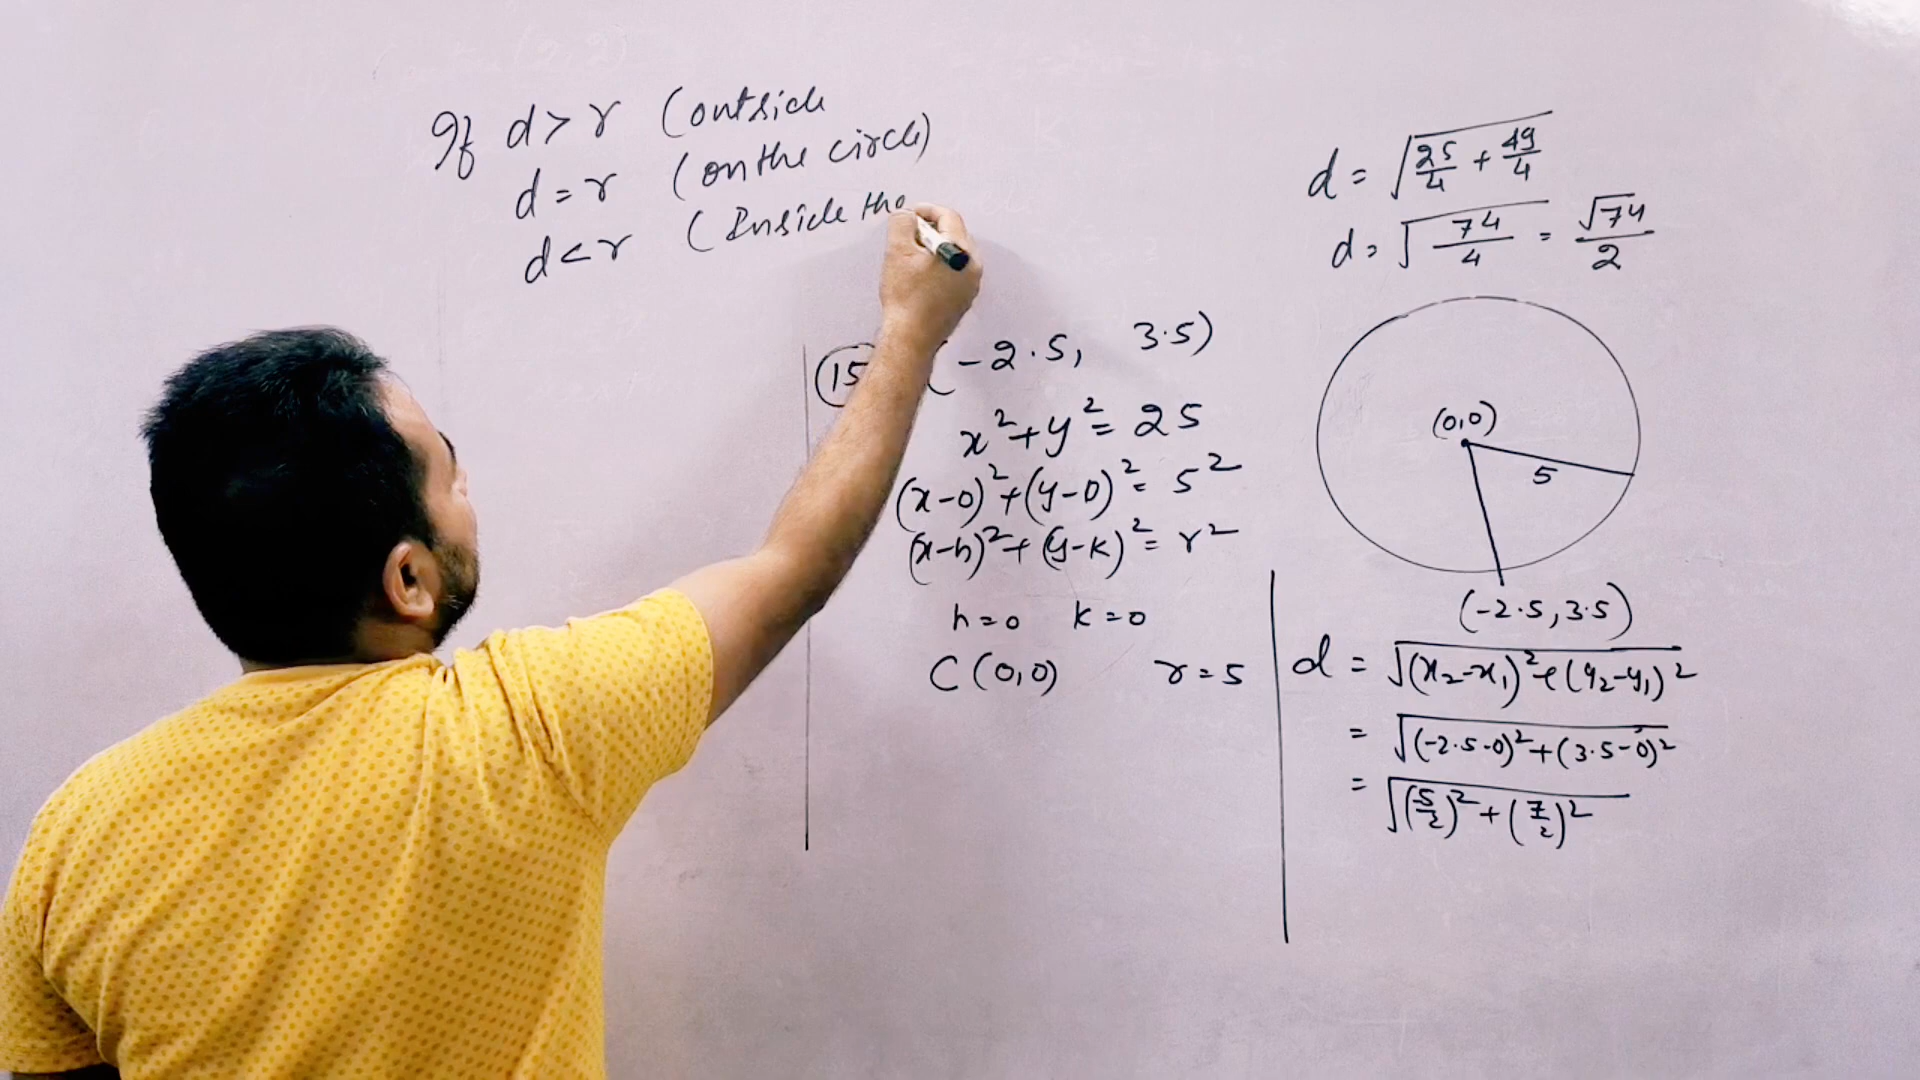 If d > r (outside
d = r (on the circle)
d < r (Inside the
(15) (-2.5, 3.5)
x² + y² = 25
(x-0)² + (y-0)² = 5²
(x-h)² + (y-k)² = r²
h = 0 k = 0
C (0,0) r = 5
d = √(25/4 + 49/4)
d = √(74/4) = √74/2
(0,0)
5
(-2.5, 3.5)
d = √((x₂-x₁)² + (y₂-y₁)²)
= √((-2.5-0)² + (3.5-0)²)
= √((5/2)² + (7/2)²)